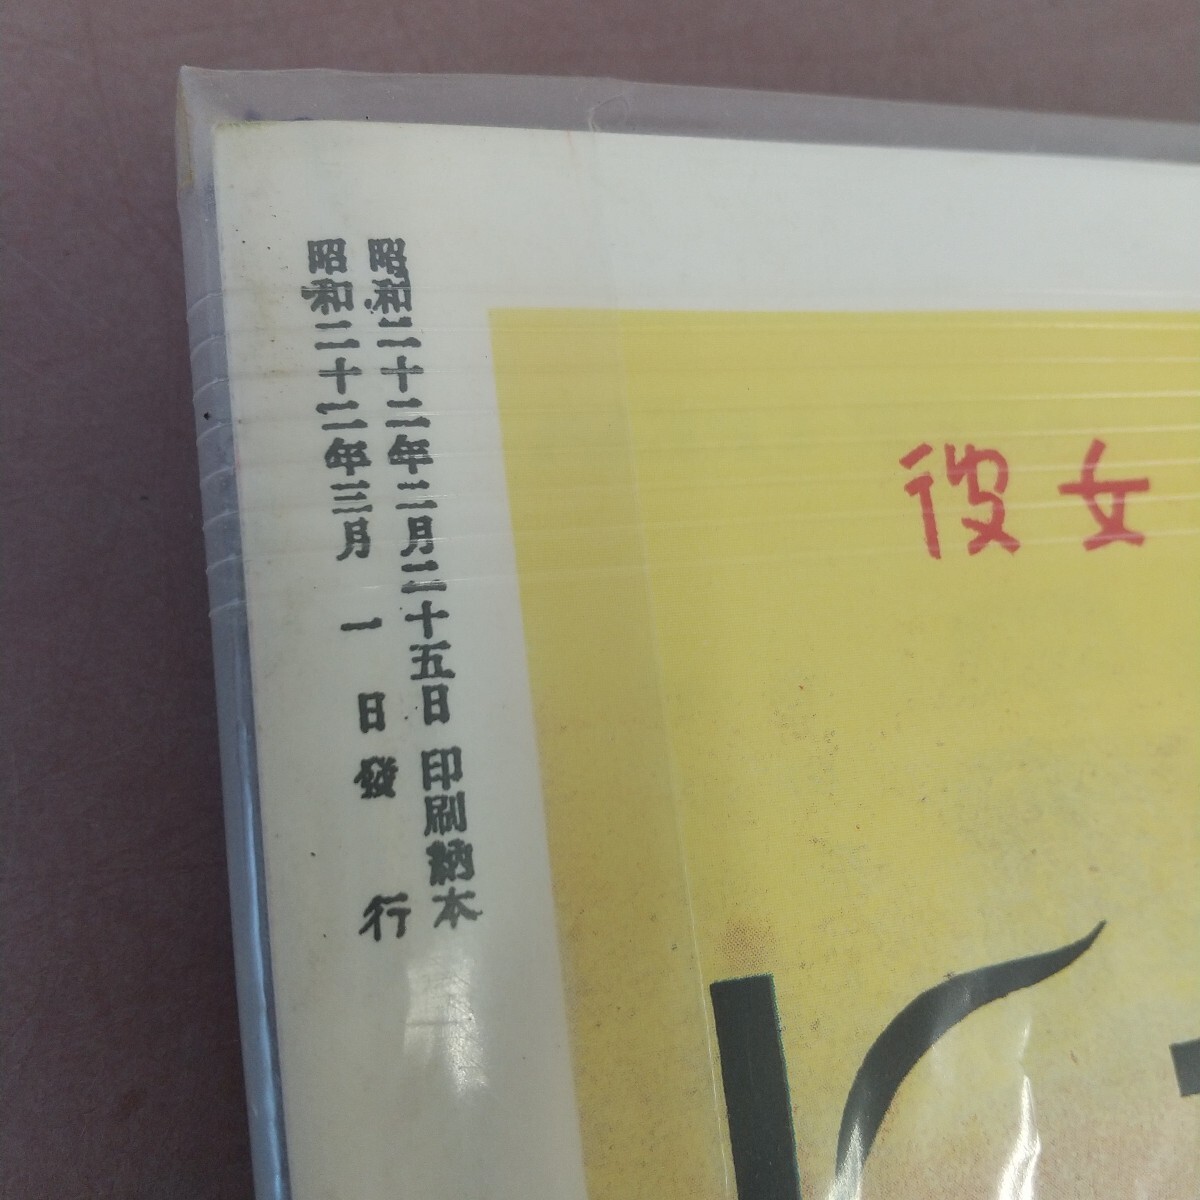 昭和二十二年二月二十五日印刷納本
昭和二十二年三月一日發行
彼女